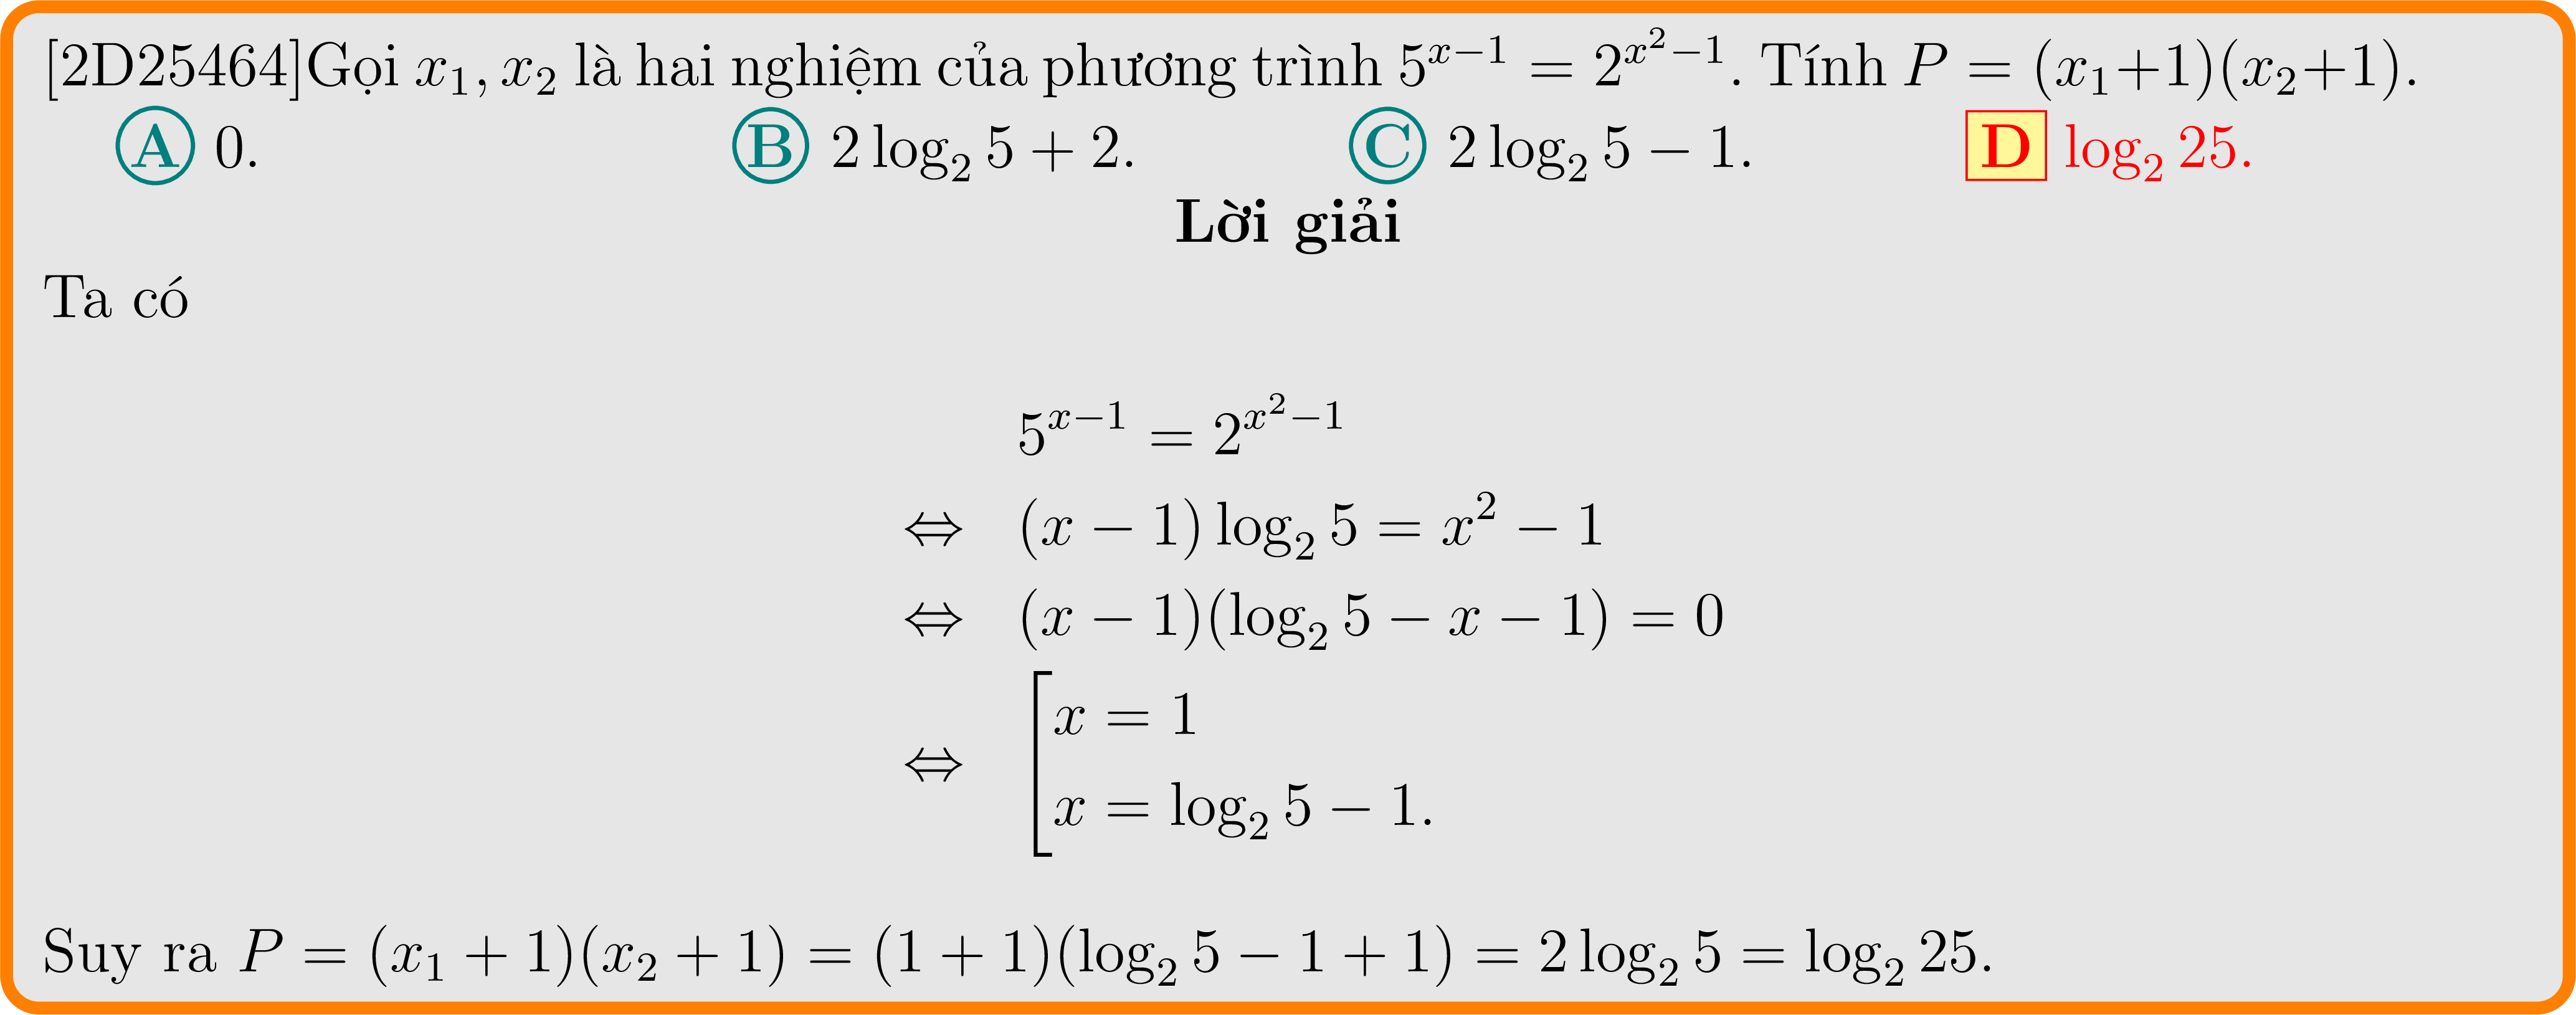 [2D25464]Gọi $x_1, x_2$ là hai nghiệm của phương trình $5^{x-1} = 2^{x^2-1}$. Tính $P = (x_1+1)(x_2+1)$.
A 0. B $2\log_2 5 + 2$. C $2\log_2 5 - 1$. D $\log_2 25$.
Lời giải
Ta có
$5^{x-1} = 2^{x^2-1}$
$\Leftrightarrow (x - 1)\log_2 5 = x^2 - 1$
$\Leftrightarrow (x - 1)(\log_2 5 - x - 1) = 0$
$\Leftrightarrow \left[\begin{array}{l} x = 1 \\ x = \log_2 5 - 1. \end{array}\right.$
Suy ra $P = (x_1 + 1)(x_2 + 1) = (1 + 1)(\log_2 5 - 1 + 1) = 2\log_2 5 = \log_2 25$.